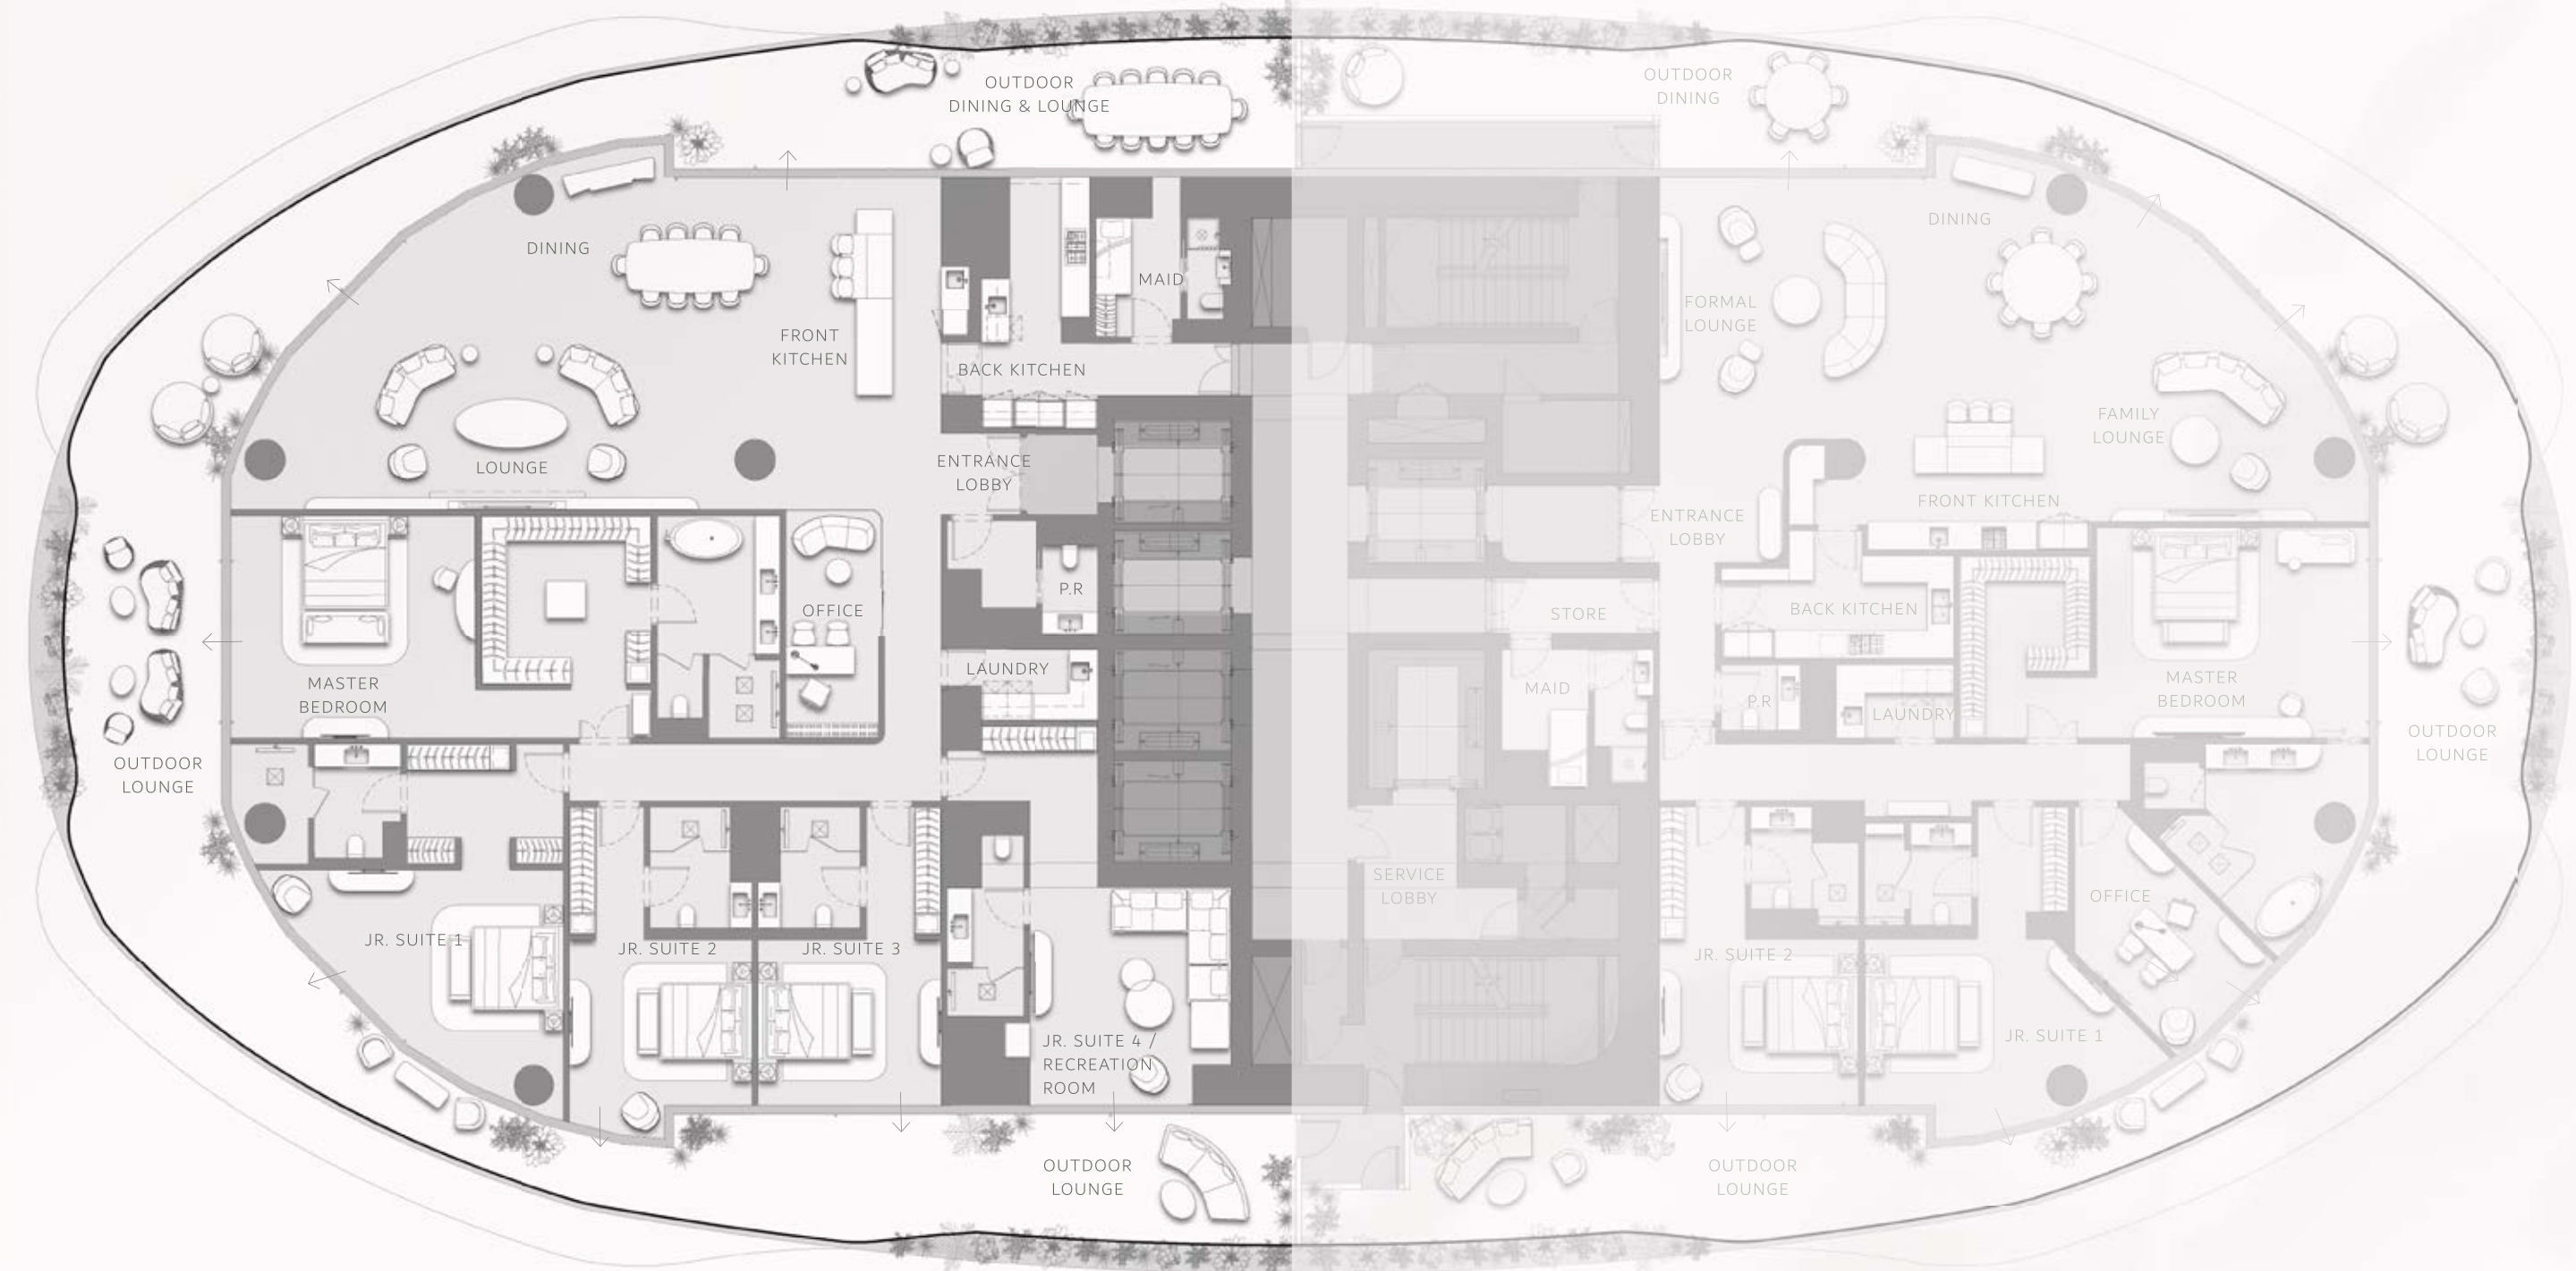 OUTDOOR
DINING & LOUNGE
DINING
FRONT
KITCHEN
MAID
BACK KITCHEN
LOUNGE
ENTRANCE
LOBBY
P.R
OFFICE
LAUNDRY
MASTER
BEDROOM
OUTDOOR
LOUNGE
JR. SUITE 1
JR. SUITE 2
JR. SUITE 3
JR. SUITE 4 /
RECREATION
ROOM
OUTDOOR
LOUNGE
OUTDOOR
DINING
DINING
FORMAL
LOUNGE
FAMILY
LOUNGE
FRONT KITCHEN
ENTRANCE
LOBBY
STORE
BACK KITCHEN
MAID
P.R
LAUNDRY
MASTER
BEDROOM
OUTDOOR
LOUNGE
SERVICE
LOBBY
OFFICE
JR. SUITE 2
JR. SUITE 1
OUTDOOR
LOUNGE